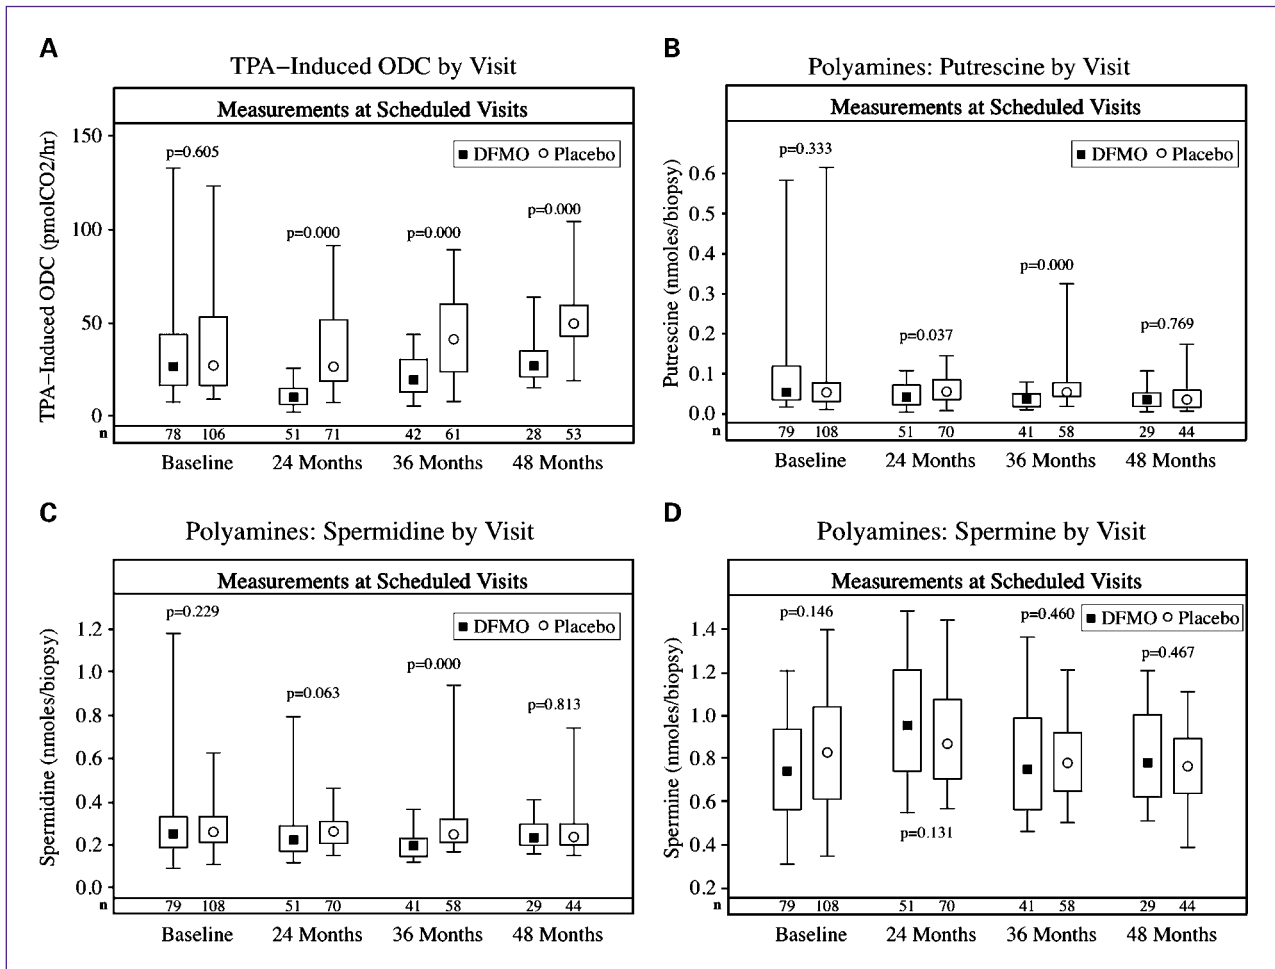 A
TPA−Induced ODC by Visit
Measurements at Scheduled Visits
TPA−Induced ODC (pmolCO2/hr)
150
100
50
0
DFMO Placebo
p=0.605
p=0.000
p=0.000
p=0.000
n 78 106 51 71 42 61 28 53
Baseline 24 Months 36 Months 48 Months
B
Polyamines: Putrescine by Visit
Measurements at Scheduled Visits
Putrescine (nmoles/biopsy)
0.6
0.5
0.4
0.3
0.2
0.1
0.0
DFMO Placebo
p=0.333
p=0.037
p=0.000
p=0.769
n 79 108 51 70 41 58 29 44
Baseline 24 Months 36 Months 48 Months
C
Polyamines: Spermidine by Visit
Measurements at Scheduled Visits
Spermidine (nmoles/biopsy)
1.2
1.0
0.8
0.6
0.4
0.2
0.0
DFMO Placebo
p=0.229
p=0.063
p=0.000
p=0.813
n 79 108 51 70 41 58 29 44
Baseline 24 Months 36 Months 48 Months
D
Polyamines: Spermine by Visit
Measurements at Scheduled Visits
Spermine (nmoles/biopsy)
1.4
1.2
1.0
0.8
0.6
0.4
0.2
DFMO Placebo
p=0.146
p=0.131
p=0.460
p=0.467
n 79 108 51 70 41 58 29 44
Baseline 24 Months 36 Months 48 Months